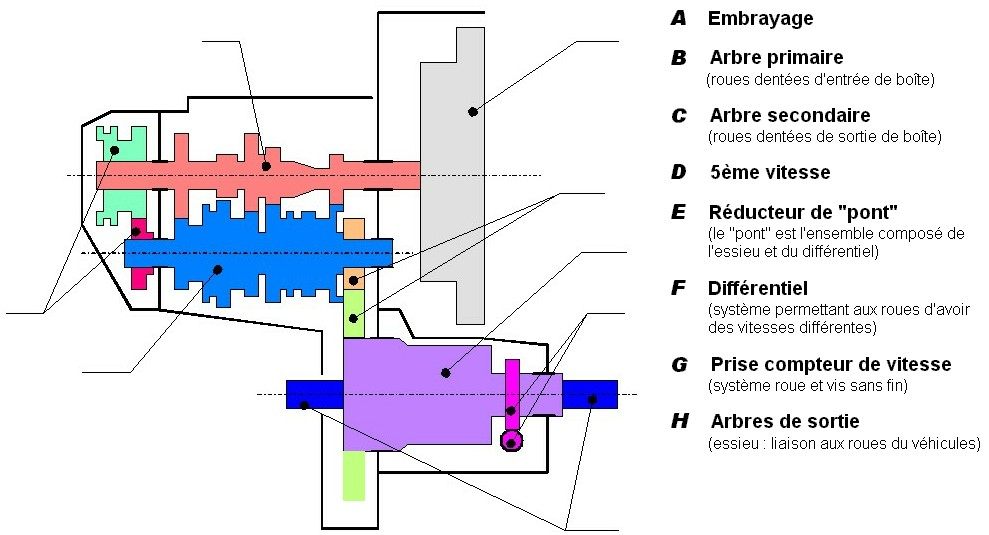 A Embrayage
B Arbre primaire
(roues dentées d'entrée de boîte)
C Arbre secondaire
(roues dentées de sortie de boîte)
D 5ème vitesse
E Réducteur de "pont"
(le "pont" est l'ensemble composé de
l'essieu et du différentiel)
F Différentiel
(système permettant aux roues d'avoir
des vitesses différentes)
G Prise compteur de vitesse
(système roue et vis sans fin)
H Arbres de sortie
(essieu : liaison aux roues du véhicules)